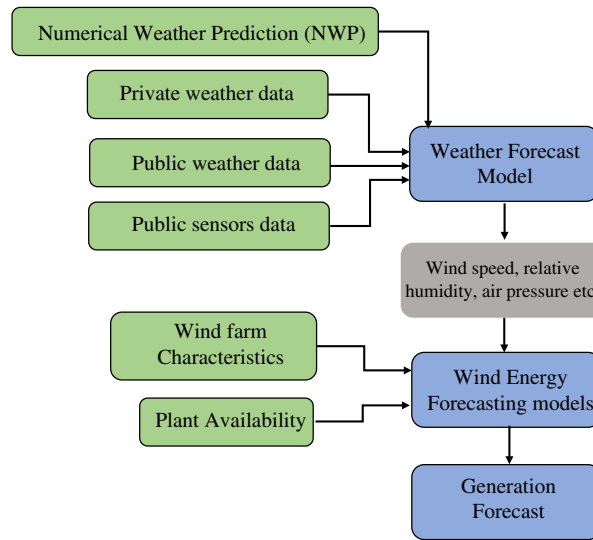 Numerical Weather Prediction (NWP)
Private weather data
Public weather data
Public sensors data
Weather Forecast
Model
Wind speed, relative
humidity, air pressure etc
Wind farm
Characteristics
Plant Availability
Wind Energy
Forecasting models
Generation
Forecast